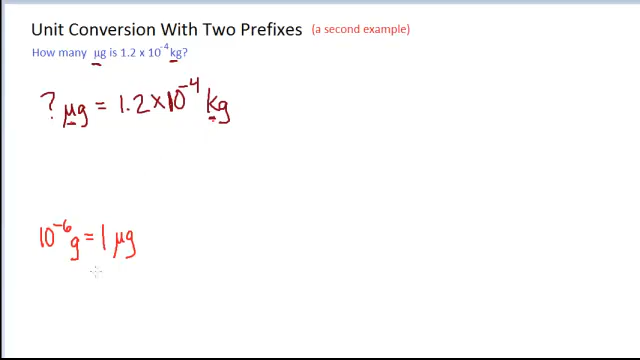 Unit Conversion With Two Prefixes (a second example)
How many µg is 1.2 x 10⁻⁴ kg?
? µg = 1.2 × 10⁻⁴ kg
10⁻⁶ g = 1 µg